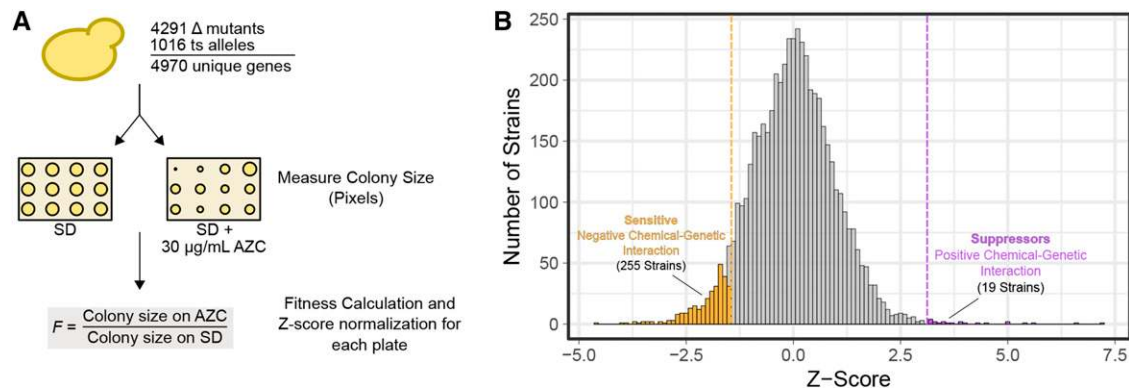 A
4291 Δ mutants
1016 ts alleles
4970 unique genes
SD
SD +
30 µg/mL AZC
Measure Colony Size
(Pixels)
F = Colony size on AZC
Colony size on SD
Fitness Calculation and
Z-score normalization for
each plate
B
Number of Strains
250
200
150
100
50
0
Sensitive
Negative Chemical-Genetic
Interaction
(255 Strains)
Suppressors
Positive Chemical-Genetic
Interaction
(19 Strains)
−5.0
−2.5
0.0
2.5
5.0
7.5
Z−Score